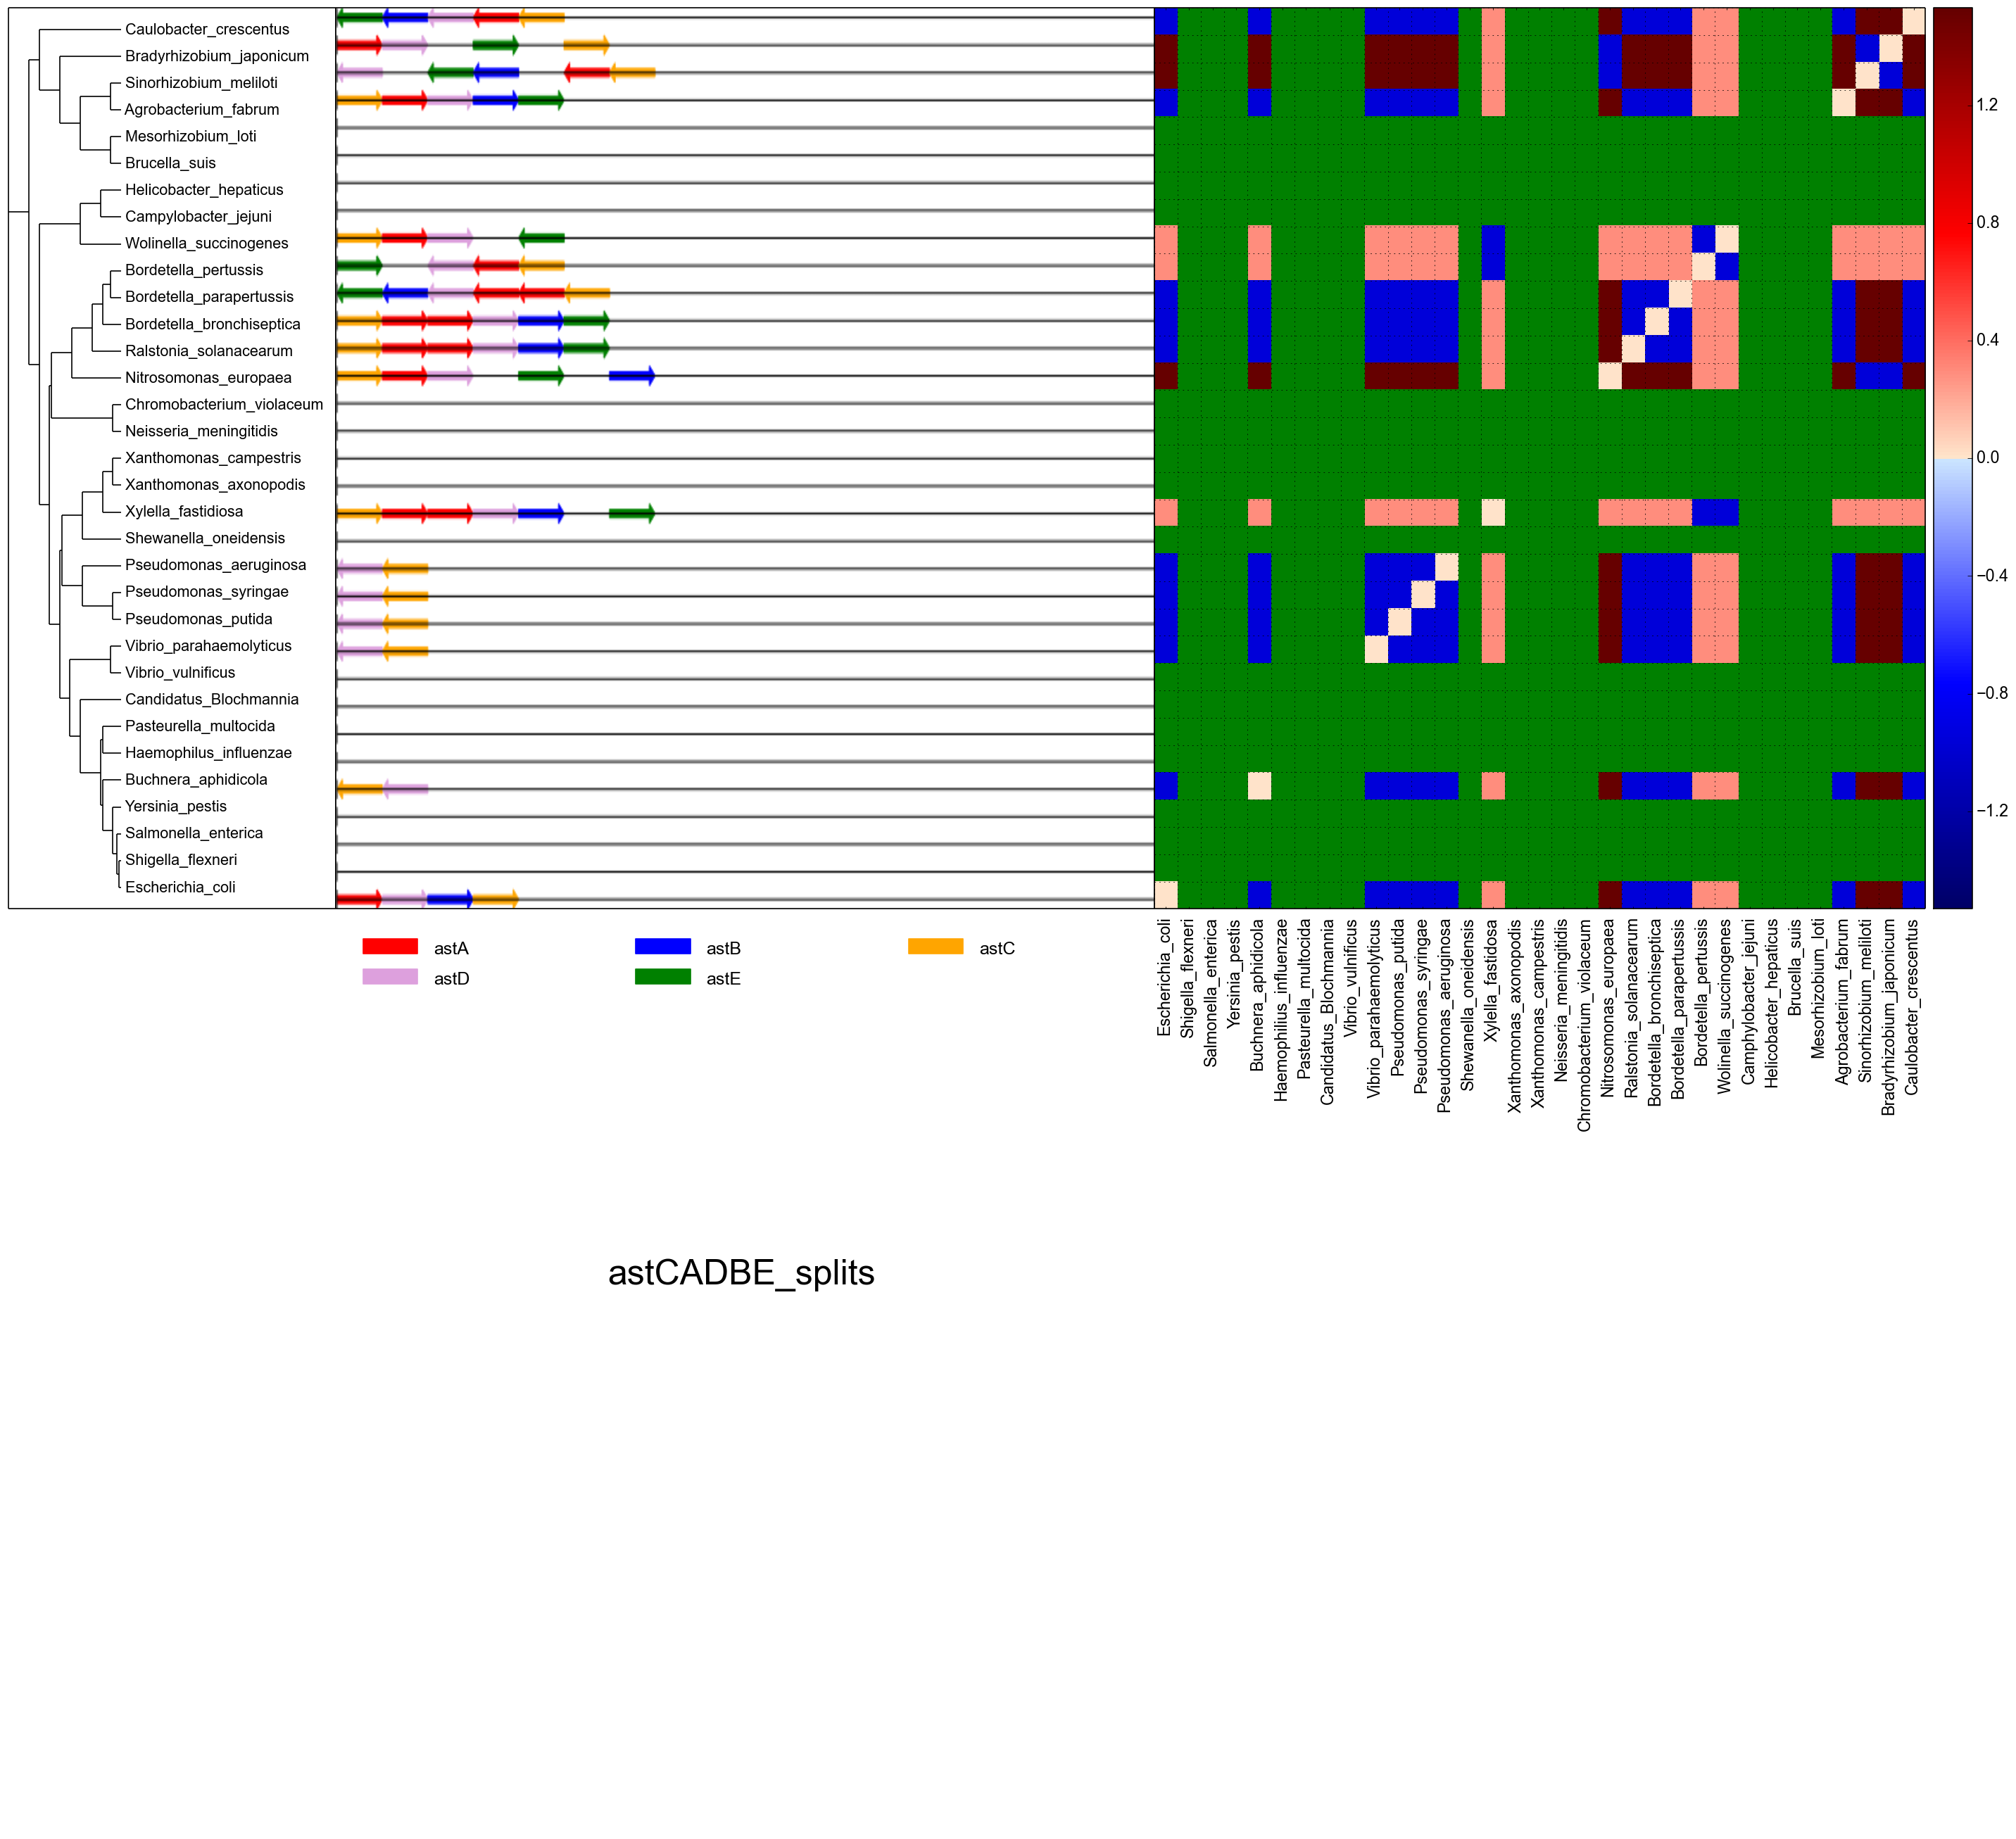 Caulobacter_crescentus
Bradyrhizobium_japonicum
Sinorhizobium_meliloti
Agrobacterium_fabrum
Mesorhizobium_loti
Brucella_suis
Helicobacter_hepaticus
Campylobacter_jejuni
Wolinella_succinogenes
Bordetella_pertussis
Bordetella_parapertussis
Bordetella_bronchiseptica
Ralstonia_solanacearum
Nitrosomonas_europaea
Chromobacterium_violaceum
Neisseria_meningitidis
Xanthomonas_campestris
Xanthomonas_axonopodis
Xylella_fastidiosa
Shewanella_oneidensis
Pseudomonas_aeruginosa
Pseudomonas_syringae
Pseudomonas_putida
Vibrio_parahaemolyticus
Vibrio_vulnificus
Candidatus_Blochmannia
Pasteurella_multocida
Haemophilus_influenzae
Buchnera_aphidicola
Yersinia_pestis
Salmonella_enterica
Shigella_flexneri
Escherichia_coli
1.2
0.8
0.4
0.0
−0.4
−0.8
−1.2
Escherichia_coli
Shigella_flexneri
Salmonella_enterica
Yersinia_pestis
Buchnera_aphidicola
Haemophilus_influenzae
Pasteurella_multocida
Candidatus_Blochmannia
Vibrio_vulnificus
Vibrio_parahaemolyticus
Pseudomonas_putida
Pseudomonas_syringae
Pseudomonas_aeruginosa
Shewanella_oneidensis
Xylella_fastidiosa
Xanthomonas_axonopodis
Xanthomonas_campestris
Neisseria_meningitidis
Chromobacterium_violaceum
Nitrosomonas_europaea
Ralstonia_solanacearum
Bordetella_bronchiseptica
Bordetella_parapertussis
Bordetella_pertussis
Wolinella_succinogenes
Camphylobacter_jejuni
Helicobacter_hepaticus
Brucella_suis
Mesorhizobium_loti
Agrobacterium_fabrum
Sinorhizobium_meliloti
Bradyrhizobium_japonicum
Caulobacter_crescentus
astA astB astC
astD astE
astCADBE_splits